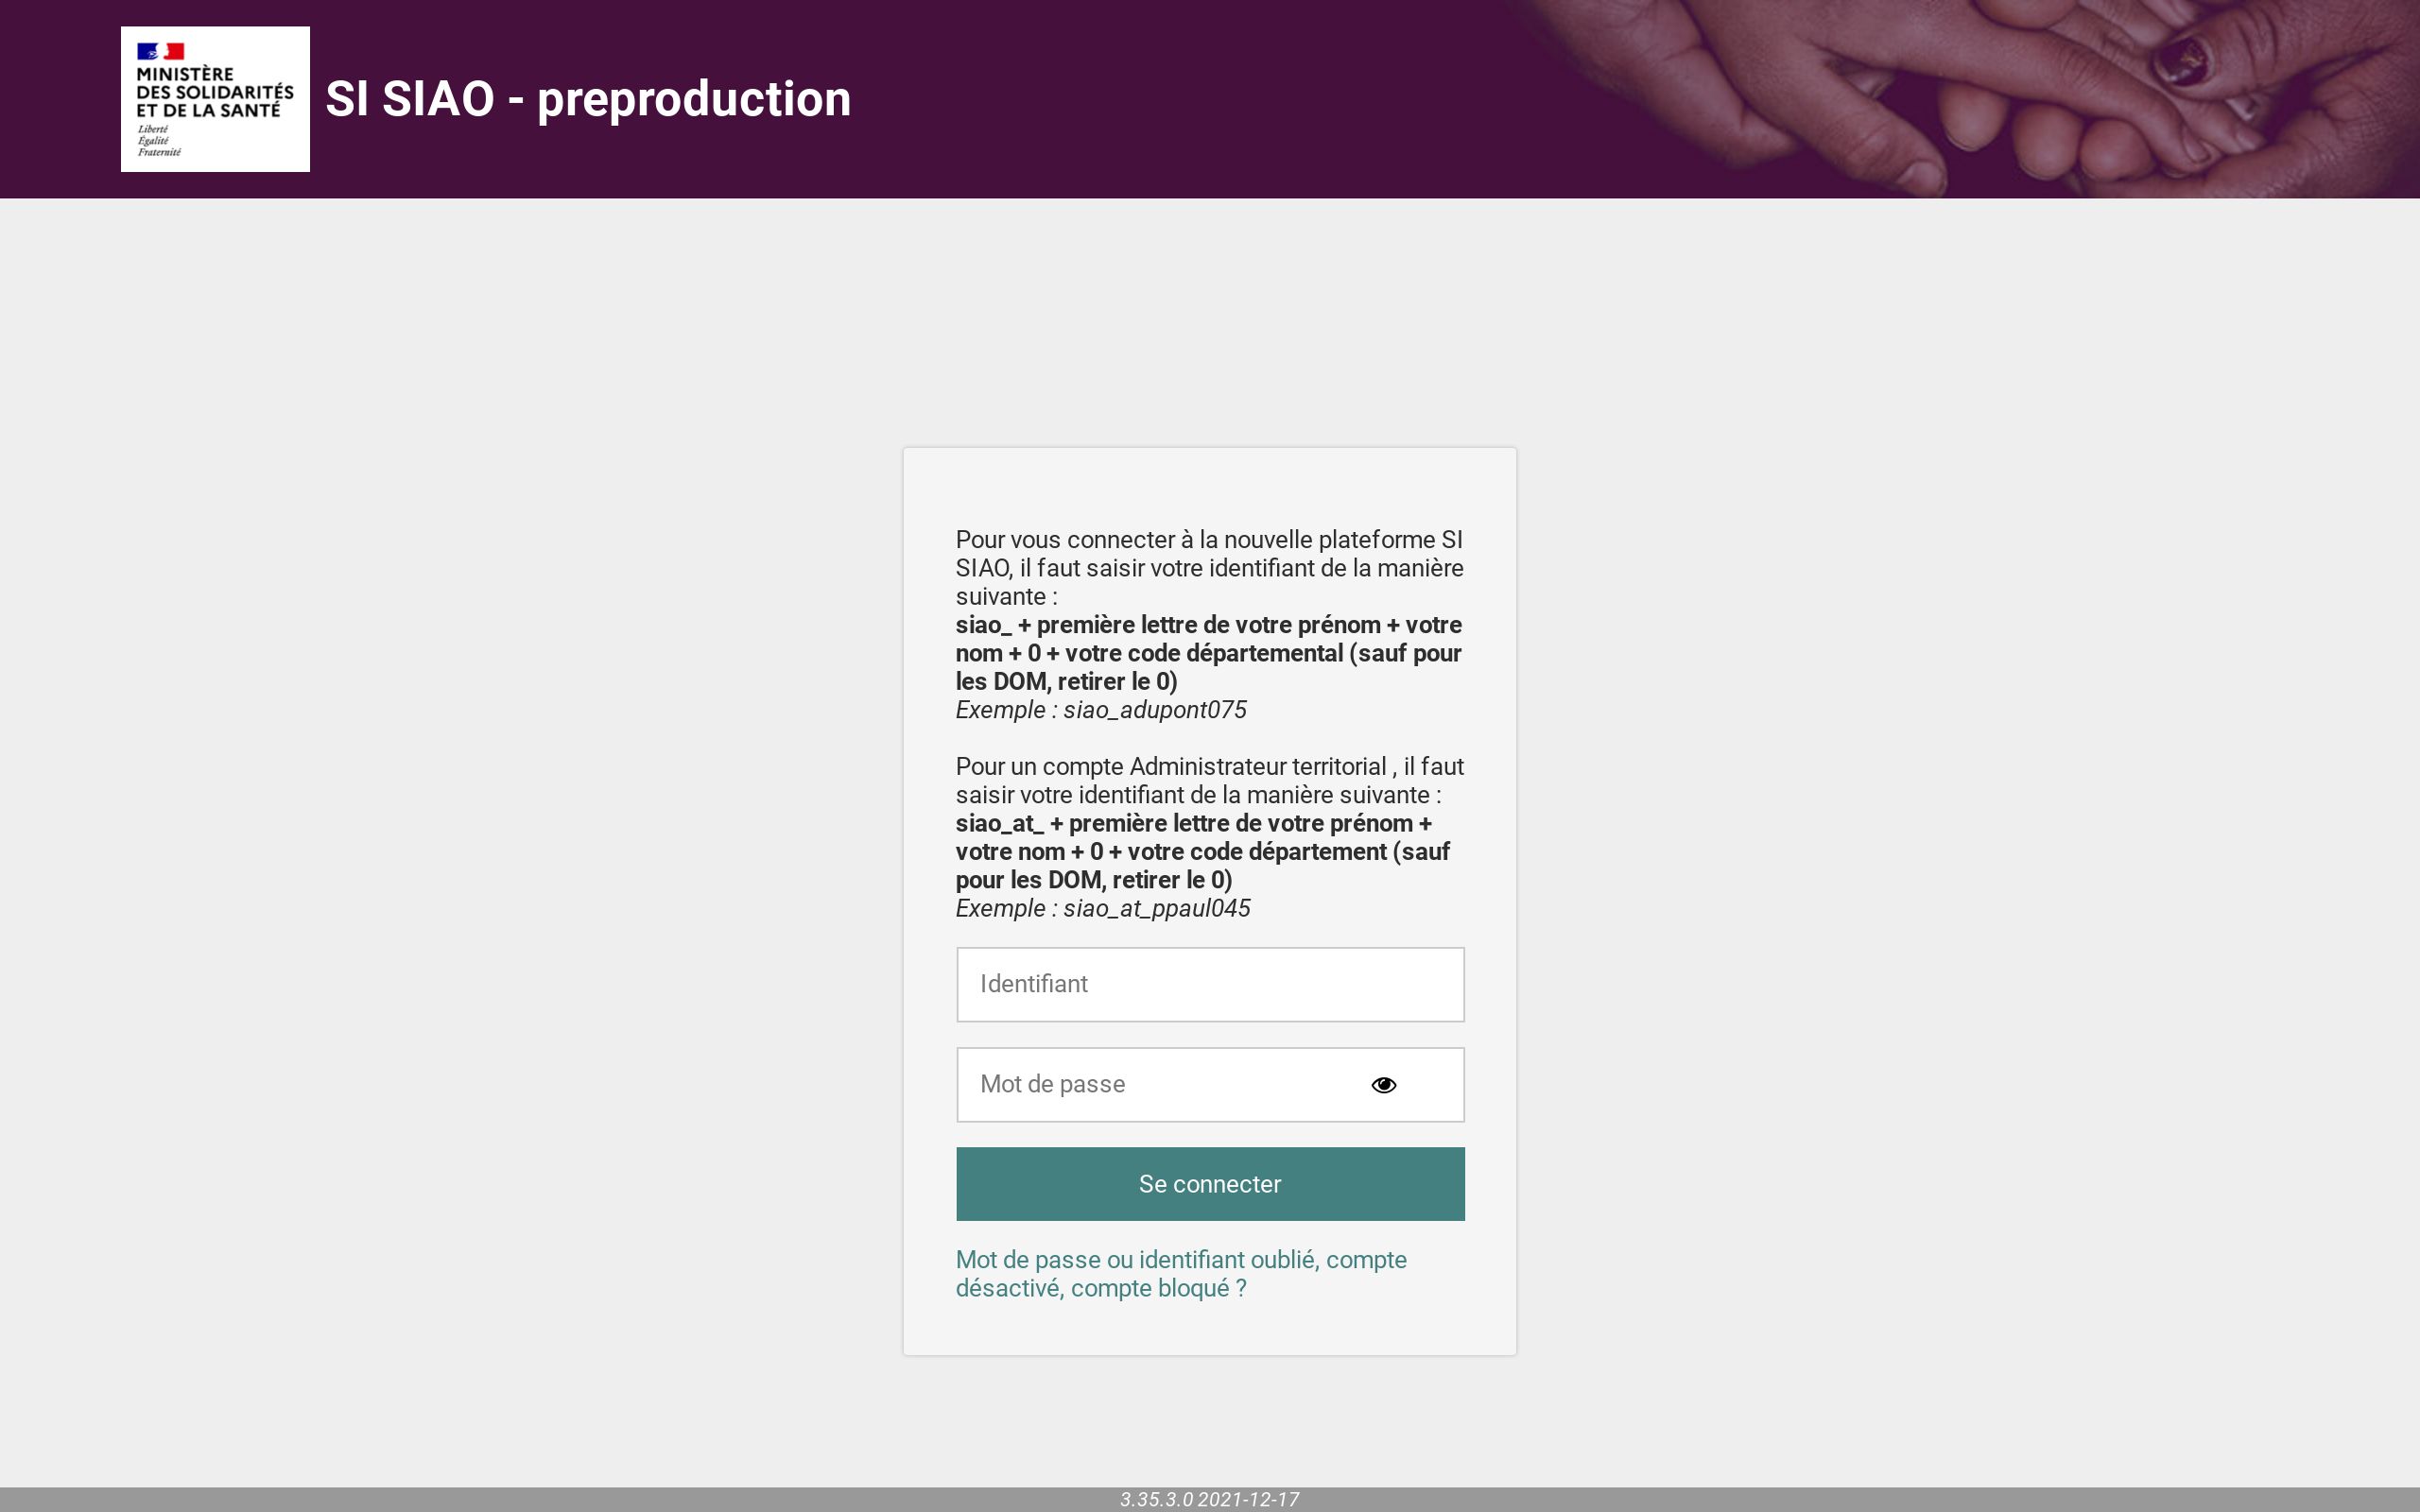 MINISTÈRE
DES SOLIDARITÉS
ET DE LA SANTÉ
Liberté
Égalité
Fraternité
SI SIAO - preproduction
Pour vous connecter à la nouvelle plateforme SI
SIAO, il faut saisir votre identifiant de la manière
suivante :
siao_ + première lettre de votre prénom + votre
nom + 0 + votre code départemental (sauf pour
les DOM, retirer le 0)
Exemple : siao_adupont075
Pour un compte Administrateur territorial , il faut
saisir votre identifiant de la manière suivante :
siao_at_ + première lettre de votre prénom +
votre nom + 0 + votre code département (sauf
pour les DOM, retirer le 0)
Exemple : siao_at_ppaul045
Identifiant
Mot de passe
Se connecter
Mot de passe ou identifiant oublié, compte
désactivé, compte bloqué ?
3.35.3.0 2021-12-17